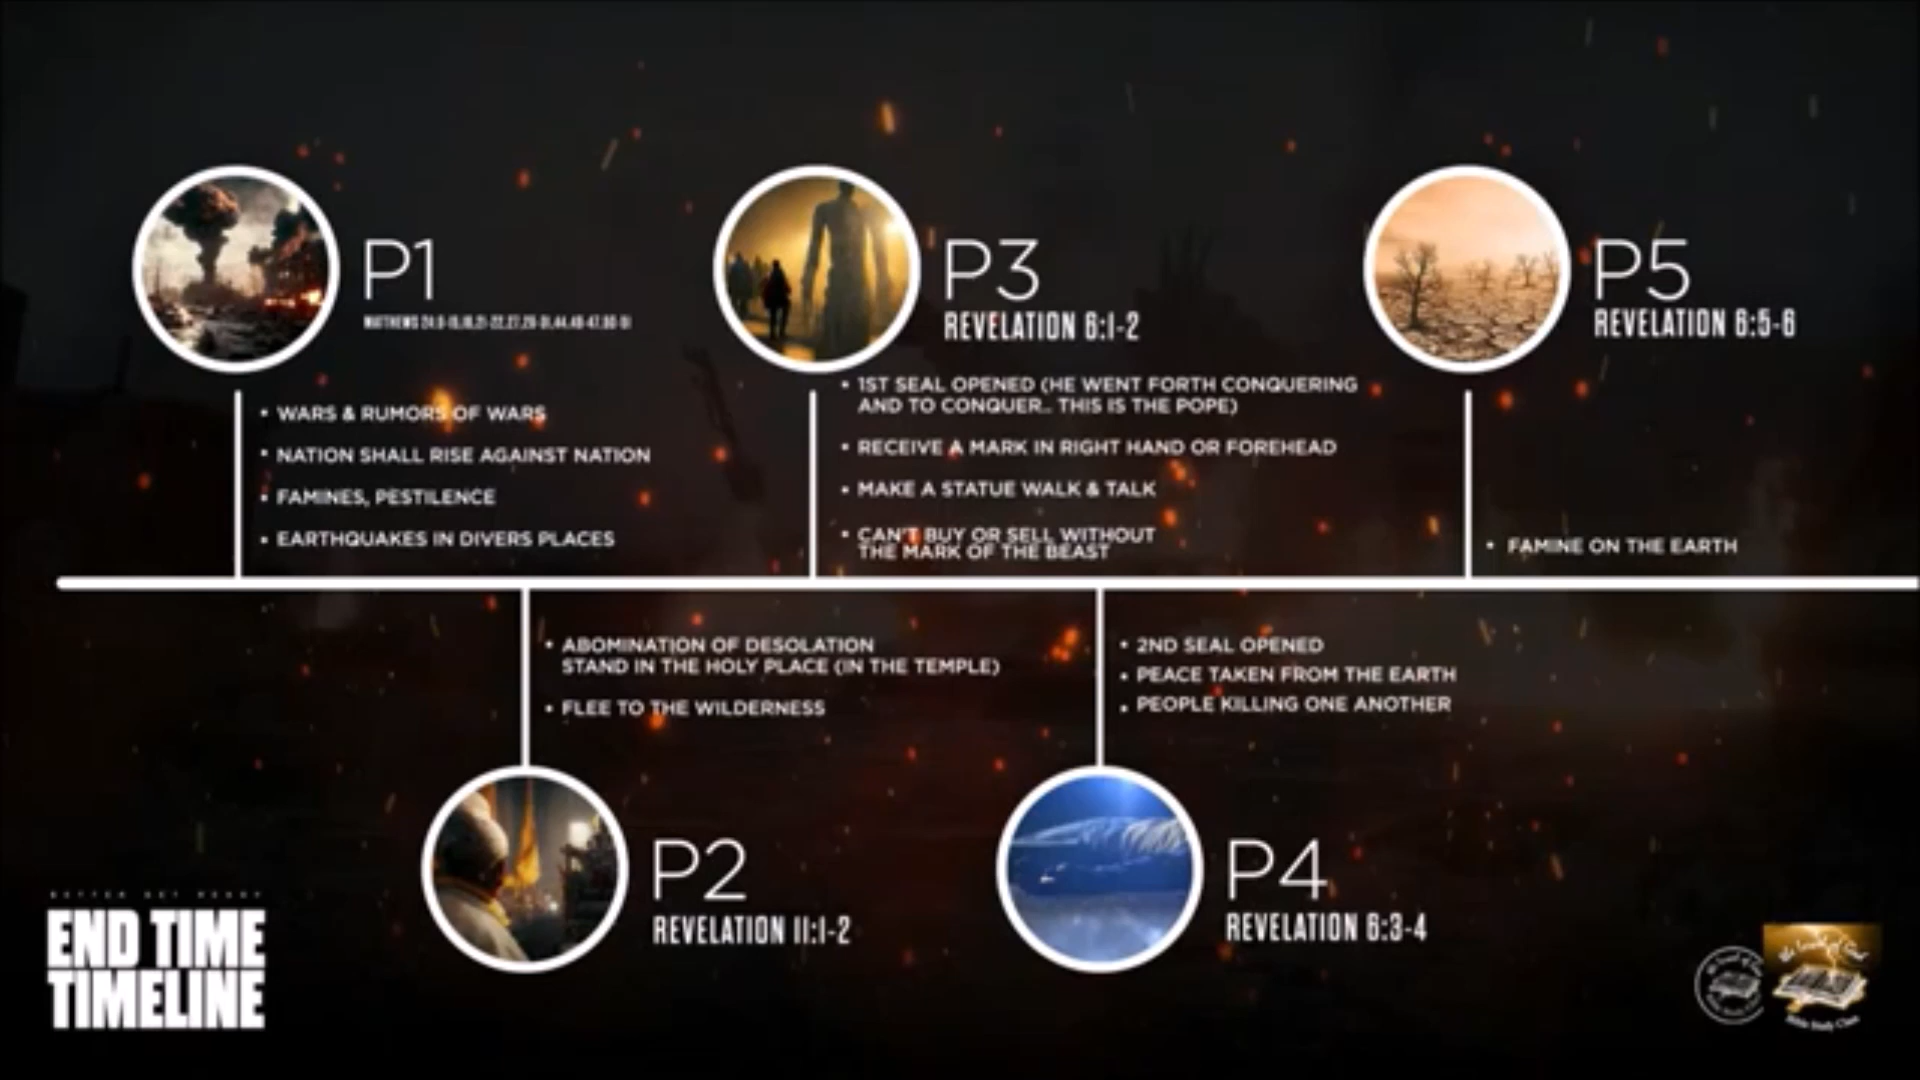 P1
P3
REVELATION 6:1-2
P5
REVELATION 6:5-6
• WARS & RUMORS OF WARS
• NATION SHALL RISE AGAINST NATION
• FAMINES, PESTILENCE
• EARTHQUAKES IN DIVERS PLACES
• 1ST SEAL OPENED (HE WENT FORTH CONQUERING
AND TO CONQUER.. THIS IS THE POPE)
• RECEIVE A MARK IN RIGHT HAND OR FOREHEAD
• MAKE A STATUE WALK & TALK
• CAN'T BUY OR SELL WITHOUT
THE MARK OF THE BEAST
• FAMINE ON THE EARTH
• ABOMINATION OF DESOLATION
STAND IN THE HOLY PLACE (IN THE TEMPLE)
• FLEE TO THE WILDERNESS
• 2ND SEAL OPENED
• PEACE TAKEN FROM THE EARTH
• PEOPLE KILLING ONE ANOTHER
P2
REVELATION 11:1-2
P4
REVELATION 6:3-4
END TIME
TIMELINE
Bible Study Class